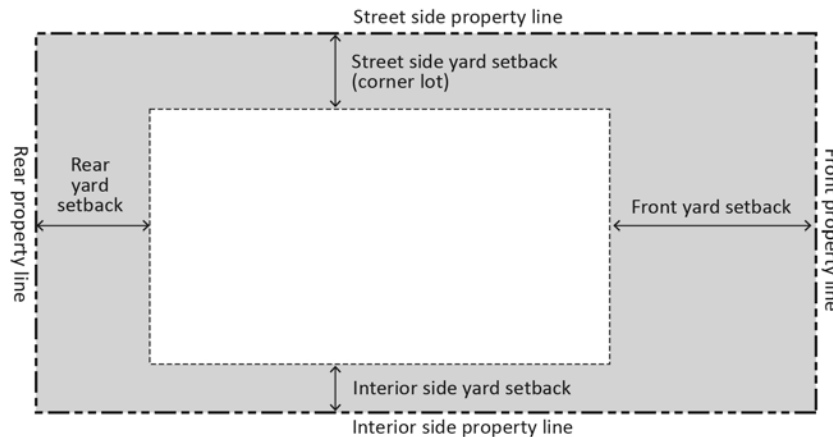 Street side property line
Street side yard setback
(corner lot)
Rear property line
Rear
yard
setback
Front yard setback
Front property line
Interior side yard setback
Interior side property line